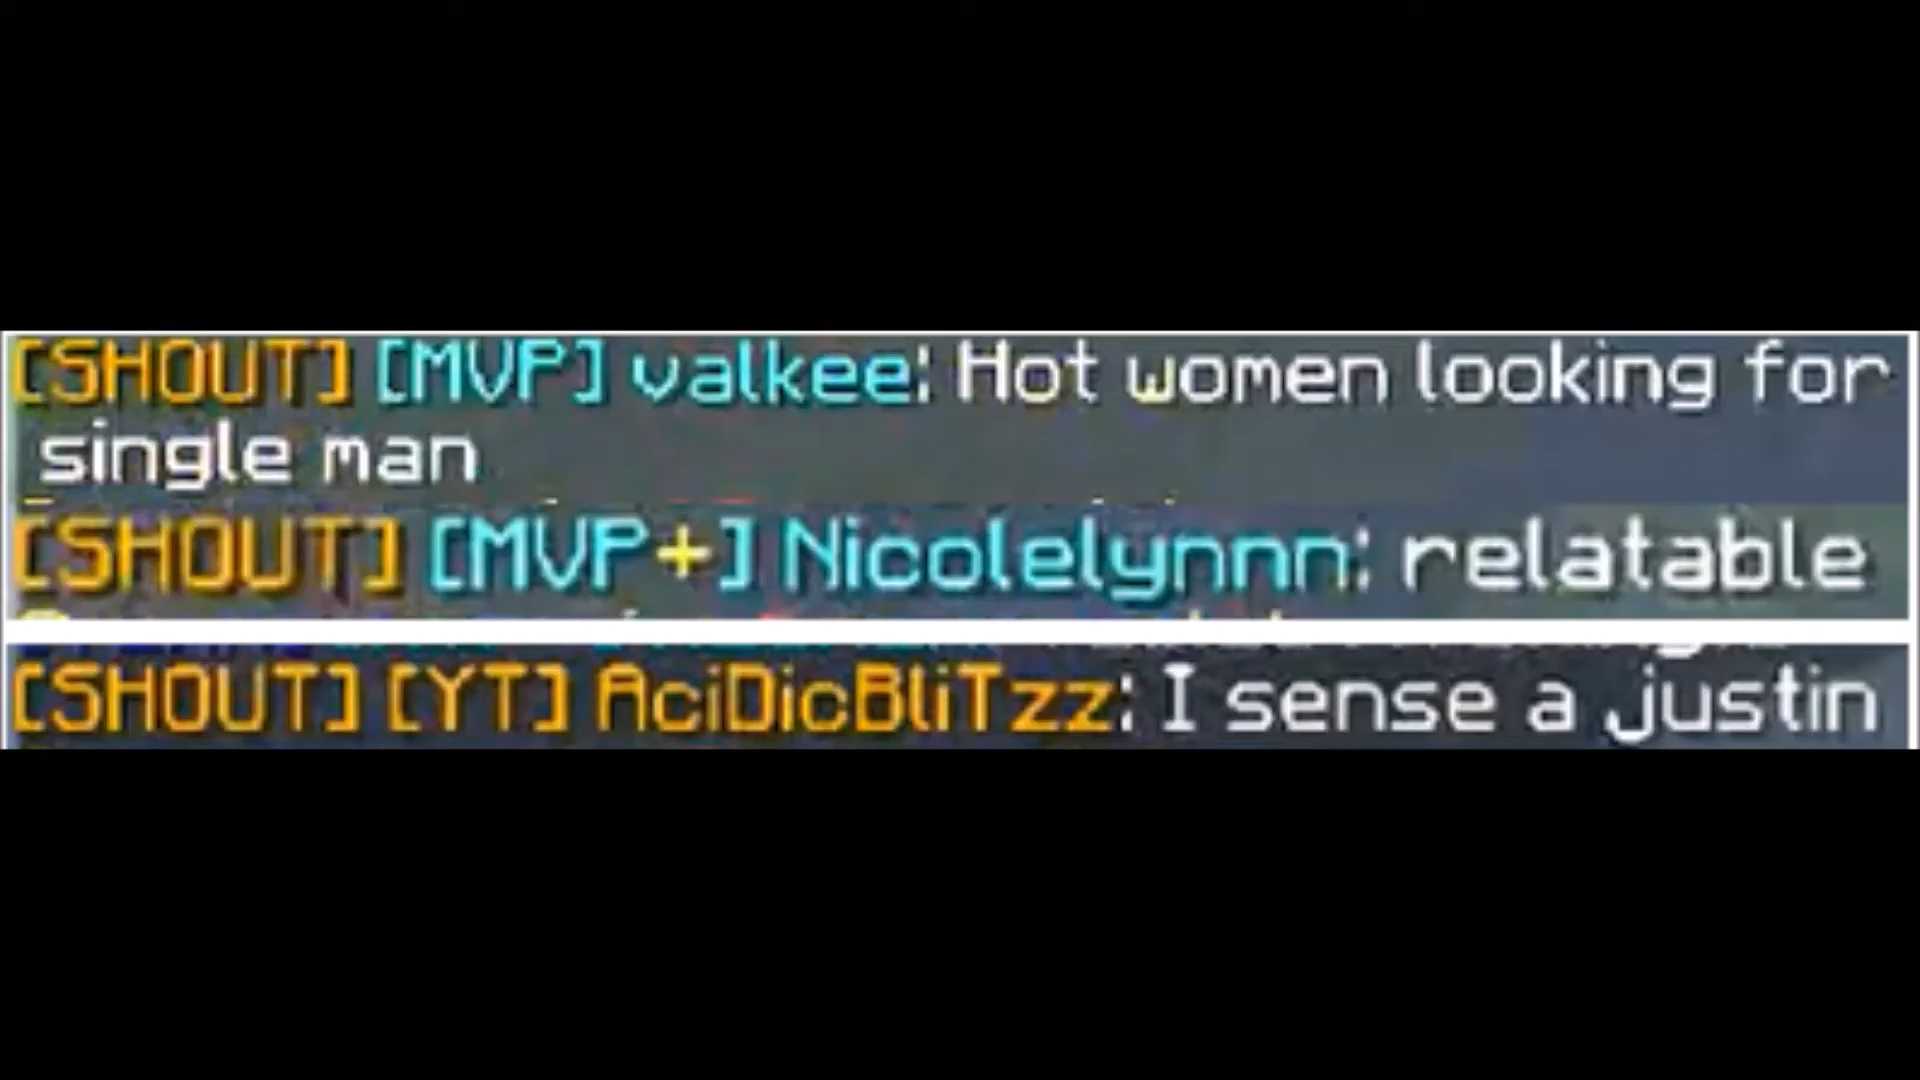 [SHOUT] [MVP] valkee: Hot women looking for
single man
[SHOUT] [MVP+] Nicolelynnn: relatable
[SHOUT] [YT] AciDicBliTzz: I sense a justin